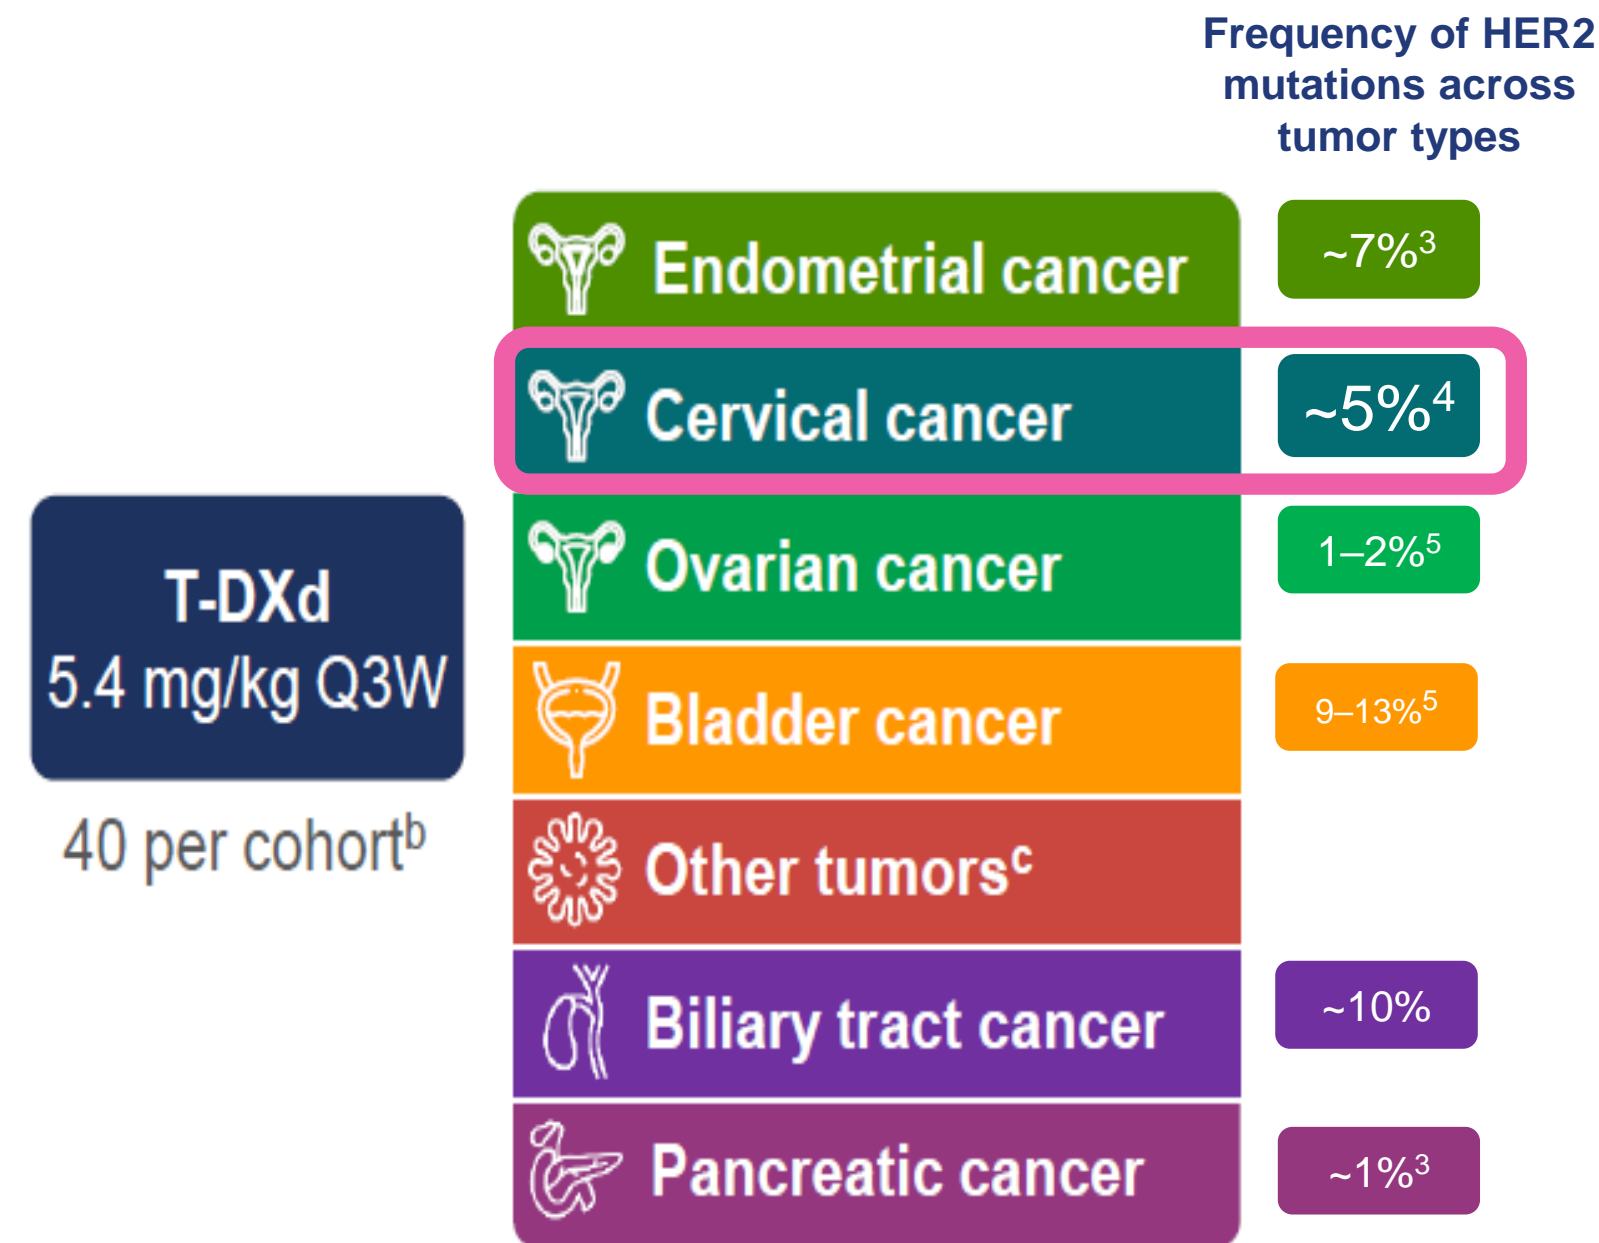 Frequency of HER2
mutations across
tumor types
Endometrial cancer
~7%³
Cervical cancer
~5%⁴
Ovarian cancer
1–2%⁵
T-DXd
5.4 mg/kg Q3W
40 per cohortᵇ
Bladder cancer
9–13%⁵
Other tumorsᶜ
Biliary tract cancer
~10%
Pancreatic cancer
~1%³